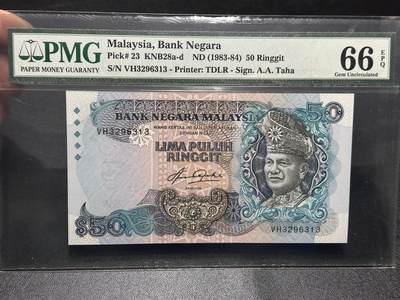 PMG
PAPER MONEY GUARANTY
Malaysia, Bank Negara
Pick# 23 KNB28a-d ND (1983-84) 50 Ringgit
S/N VH3296313 - Printer: TDLR - Sign. A.A. Taha
66 EPQ
Gem Uncirculated
BANK NEGARA MALAYSIA
50
VH3296313
LIMA PULUH
RINGGIT
$50
VH3296313